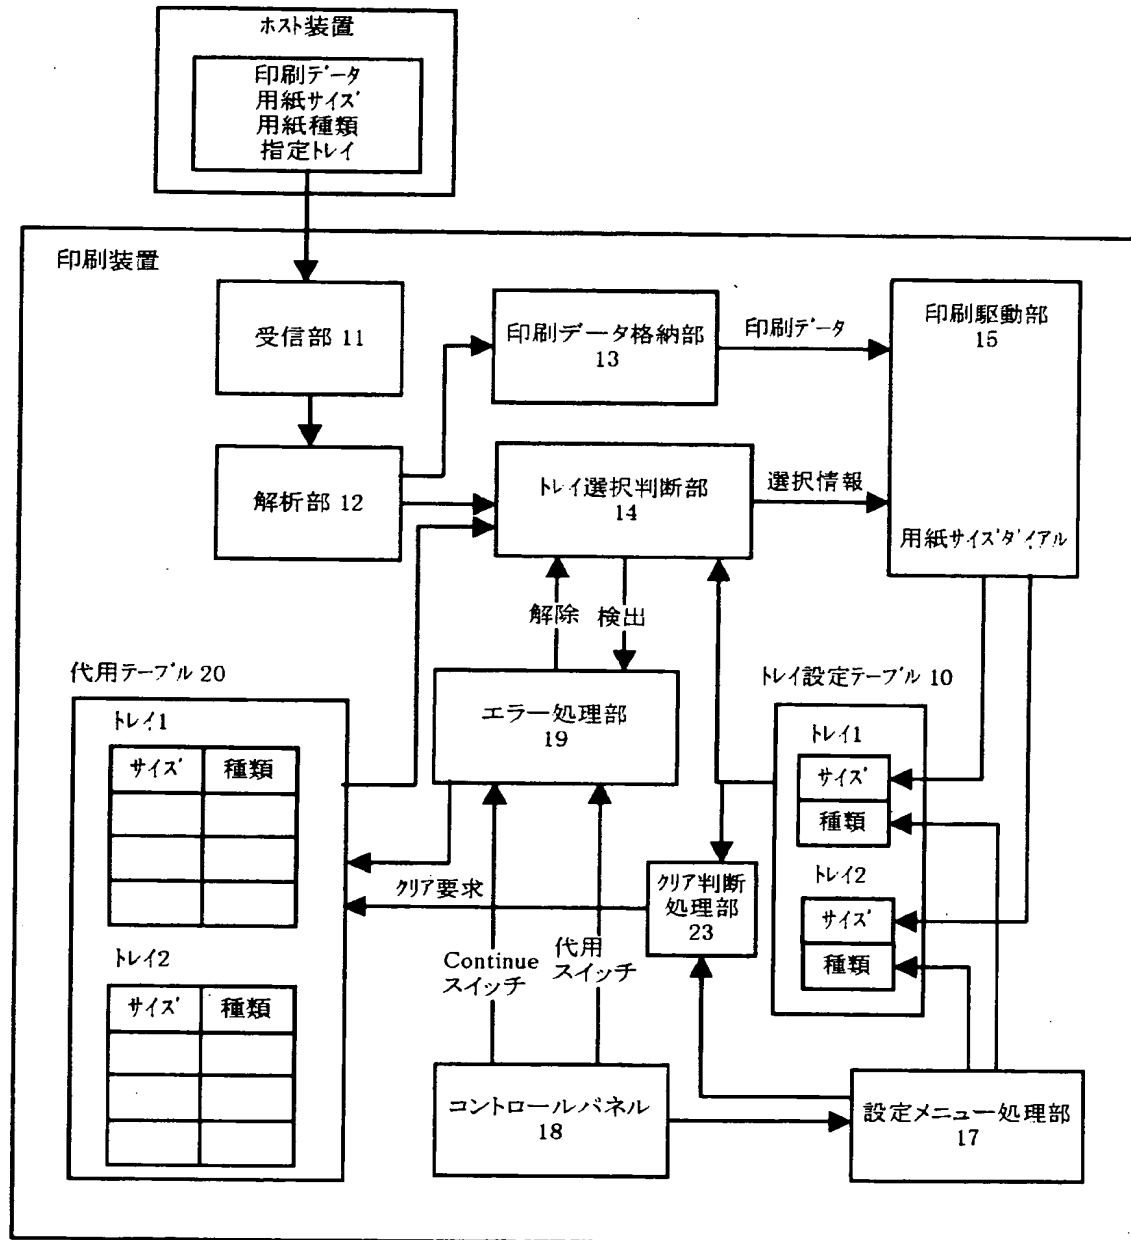 ホスト装置
印刷データ
用紙サイズ
用紙種類
指定トレイ
印刷装置
受信部 11
印刷データ格納部
13
印刷データ
印刷駆動部
15
解析部 12
トレイ選択判断部
14
選択情報
用紙サイズダイアル
解除
検出
代用テーブル 20
トレイ1
サイズ
種類
トレイ2
サイズ
種類
エラー処理部
19
トレイ設定テーブル 10
トレイ1
サイズ
種類
トレイ2
サイズ
種類
クリア要求
クリア判断
処理部
23
Continue
スイッチ
代用
スイッチ
コントロールパネル
18
設定メニュー処理部
17